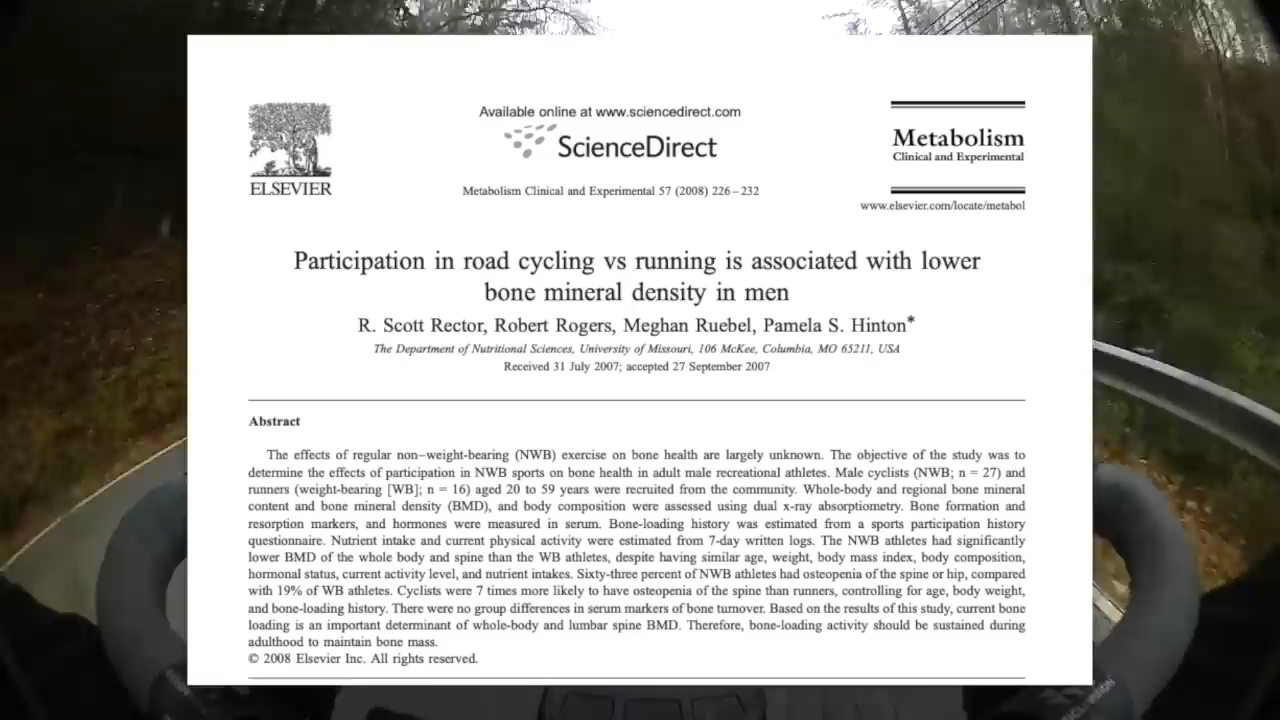 Available online at www.sciencedirect.com
ScienceDirect
ELSEVIER
Metabolism
Clinical and Experimental
Metabolism Clinical and Experimental 57 (2008) 226–232
www.elsevier.com/locate/metabol
Participation in road cycling vs running is associated with lower
bone mineral density in men
R. Scott Rector, Robert Rogers, Meghan Ruebel, Pamela S. Hinton*
The Department of Nutritional Sciences, University of Missouri, 106 McKee, Columbia, MO 65211, USA
Received 31 July 2007; accepted 27 September 2007
Abstract
The effects of regular non–weight-bearing (NWB) exercise on bone health are largely unknown. The objective of the study was to
determine the effects of participation in NWB sports on bone health in adult male recreational athletes. Male cyclists (NWB; n = 27) and
runners (weight-bearing [WB]; n = 16) aged 20 to 59 years were recruited from the community. Whole-body and regional bone mineral
content and bone mineral density (BMD), and body composition were assessed using dual x-ray absorptiometry. Bone formation and
resorption markers, and hormones were measured in serum. Bone-loading history was estimated from a sports participation history
questionnaire. Nutrient intake and current physical activity were estimated from 7-day written logs. The NWB athletes had significantly
lower BMD of the whole body and spine than the WB athletes, despite having similar age, weight, body mass index, body composition,
hormonal status, current activity level, and nutrient intakes. Sixty-three percent of NWB athletes had osteopenia of the spine or hip, compared
with 19% of WB athletes. Cyclists were 7 times more likely to have osteopenia of the spine than runners, controlling for age, body weight,
and bone-loading history. There were no group differences in serum markers of bone turnover. Based on the results of this study, current bone
loading is an important determinant of whole-body and lumbar spine BMD. Therefore, bone-loading activity should be sustained during
adulthood to maintain bone mass.
© 2008 Elsevier Inc. All rights reserved.